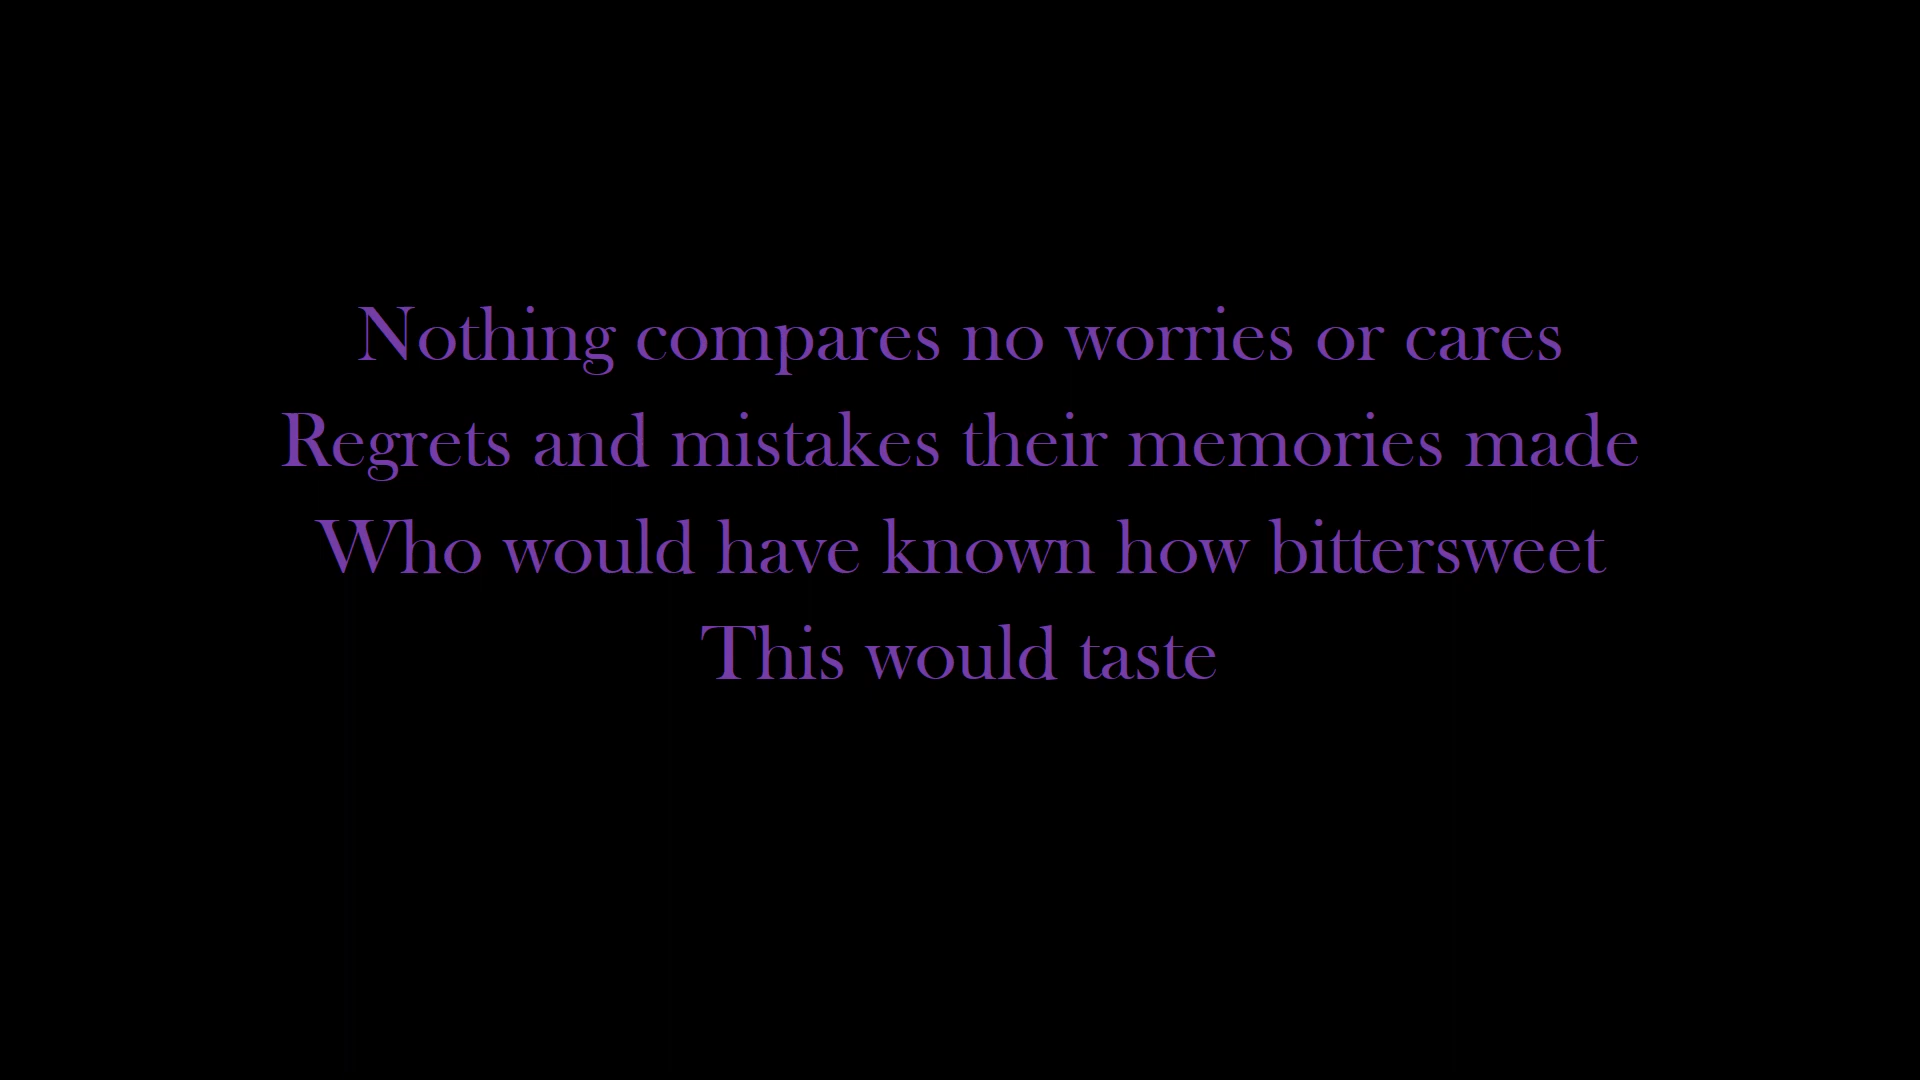 Nothing compares no worries or cares
Regrets and mistakes their memories made
Who would have known how bittersweet
This would taste